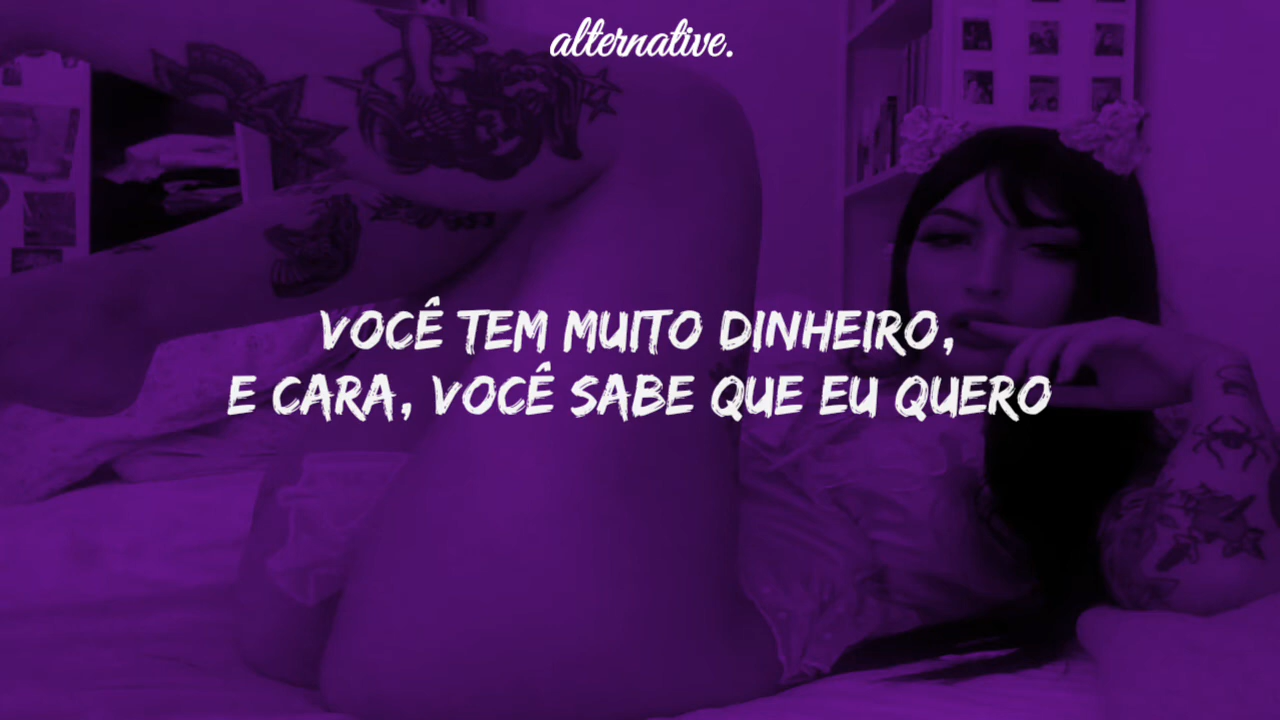 alternative.
VOCÊ TEM MUITO DINHEIRO,
E CARA, VOCÊ SABE QUE EU QUERO